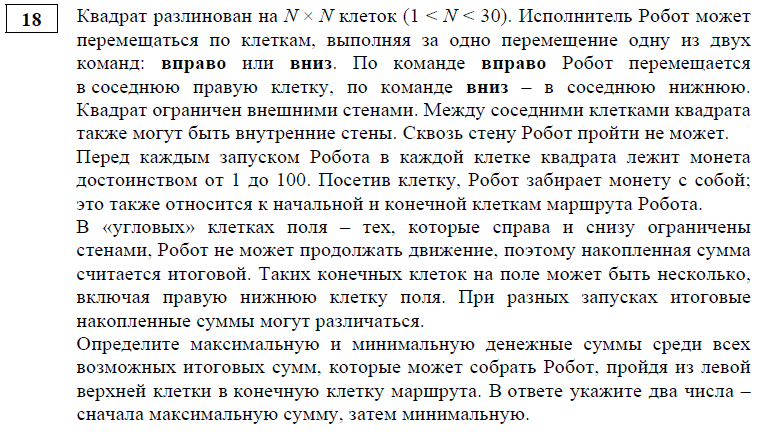 18
Квадрат разлинован на N × N клеток (1 < N < 30). Исполнитель Робот может
перемещаться по клеткам, выполняя за одно перемещение одну из двух
команд: вправо или вниз. По команде вправо Робот перемещается
в соседнюю правую клетку, по команде вниз – в соседнюю нижнюю.
Квадрат ограничен внешними стенами. Между соседними клетками квадрата
также могут быть внутренние стены. Сквозь стену Робот пройти не может.
Перед каждым запуском Робота в каждой клетке квадрата лежит монета
достоинством от 1 до 100. Посетив клетку, Робот забирает монету с собой;
это также относится к начальной и конечной клеткам маршрута Робота.
В «угловых» клетках поля – тех, которые справа и снизу ограничены
стенами, Робот не может продолжать движение, поэтому накопленная сумма
считается итоговой. Таких конечных клеток на поле может быть несколько,
включая правую нижнюю клетку поля. При разных запусках итоговые
накопленные суммы могут различаться.
Определите максимальную и минимальную денежные суммы среди всех
возможных итоговых сумм, которые может собрать Робот, пройдя из левой
верхней клетки в конечную клетку маршрута. В ответе укажите два числа –
сначала максимальную сумму, затем минимальную.